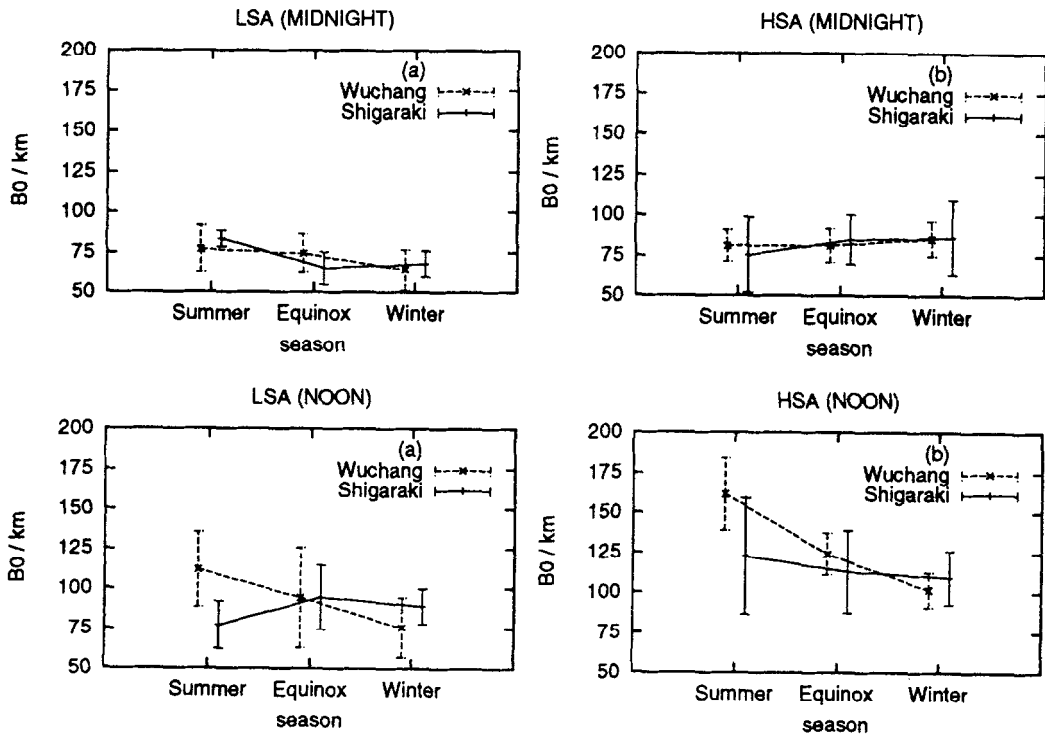 LSA (MIDNIGHT)
200
175
150
125
100
75
50
B0 / km
(a)
Wuchang
Shigaraki
Summer Equinox Winter
season
HSA (MIDNIGHT)
200
175
150
125
100
75
50
B0 / km
(b)
Wuchang
Shigaraki
Summer Equinox Winter
season
LSA (NOON)
200
175
150
125
100
75
50
B0 / km
(a)
Wuchang
Shigaraki
Summer Equinox Winter
season
HSA (NOON)
200
175
150
125
100
75
50
B0 / km
(b)
Wuchang
Shigaraki
Summer Equinox Winter
season